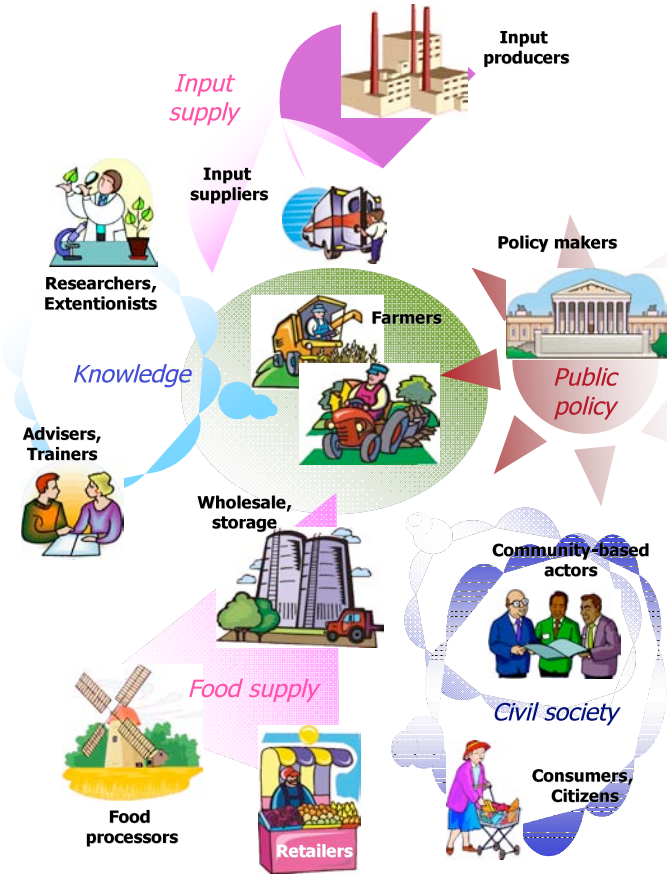 Input
producers
Input
supply
Input
suppliers
Policy makers
Researchers,
Extentionists
Farmers
Knowledge
Public
policy
Advisers,
Trainers
Wholesale,
storage
Community-based
actors
Food supply
Civil society
Consumers,
Citizens
Food
processors
Retailers